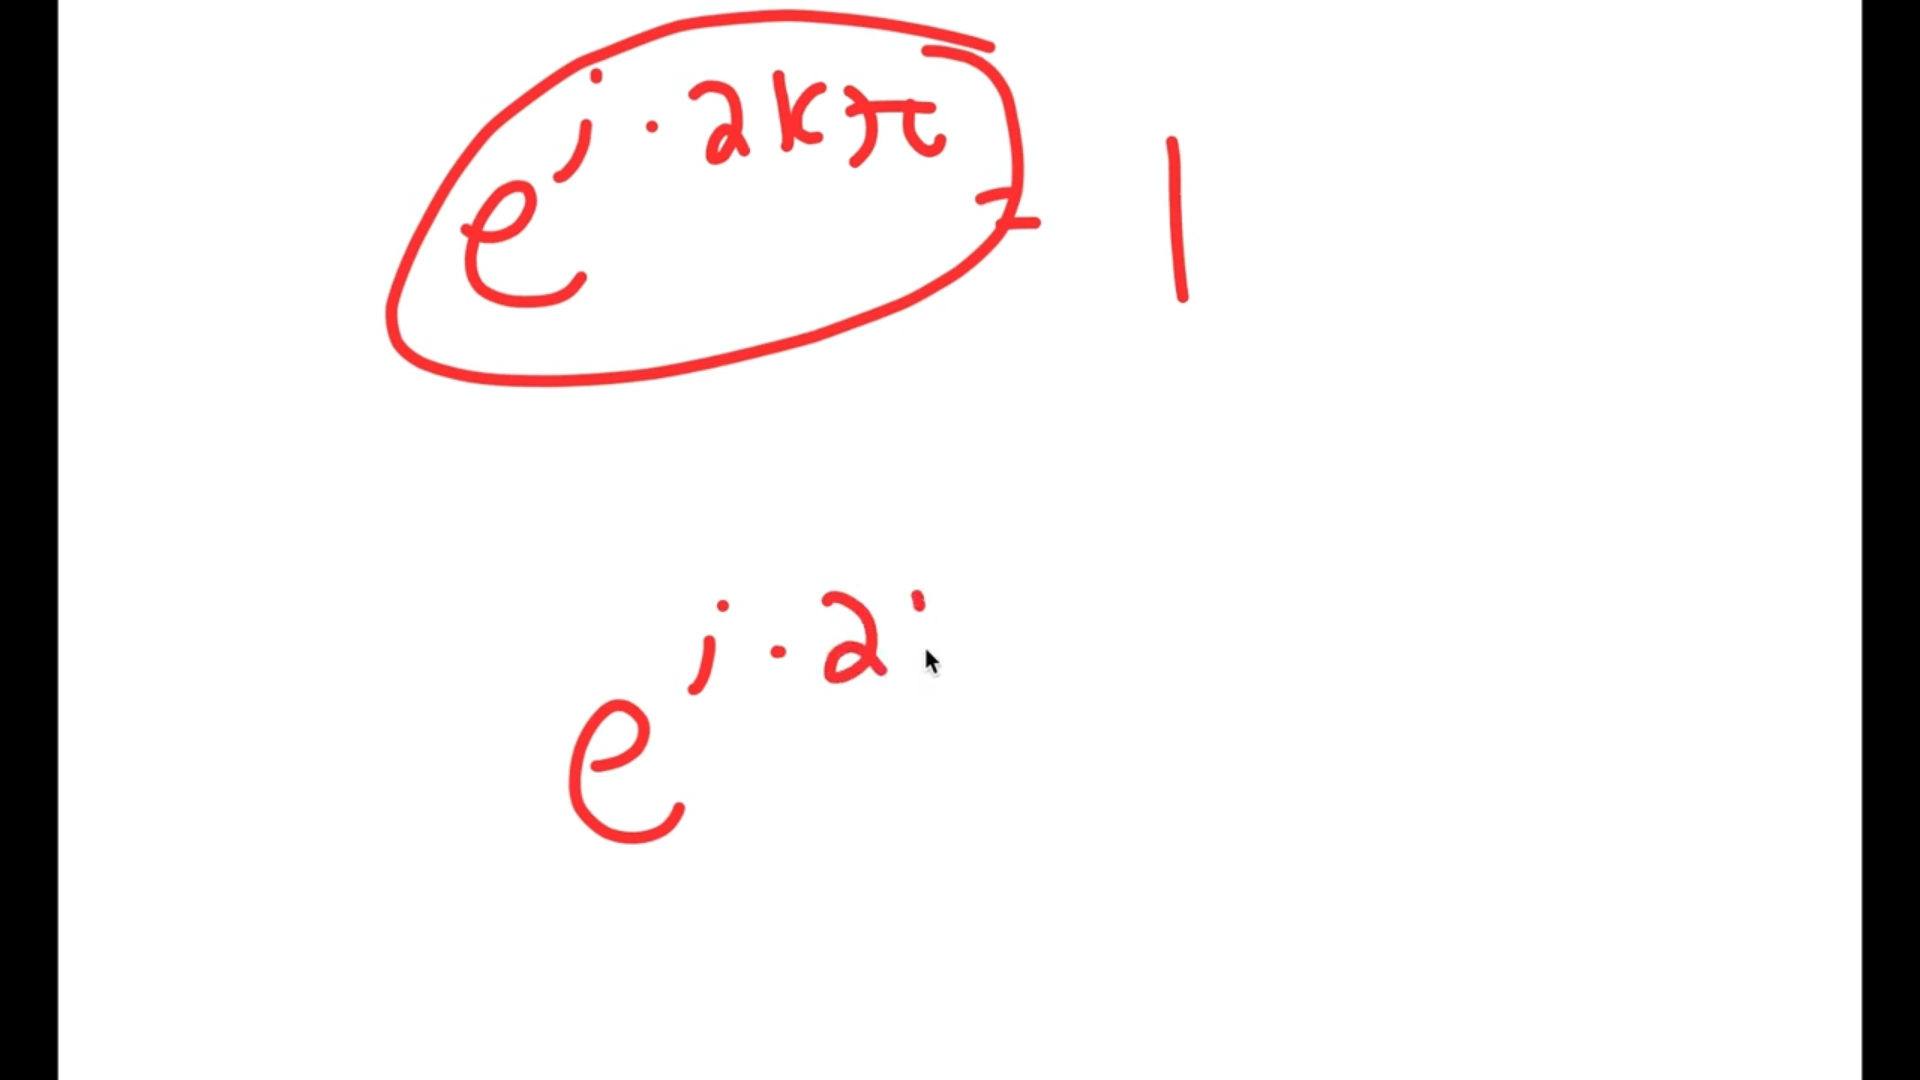 e^{j · 2kπ} = 1
e^{j · 2